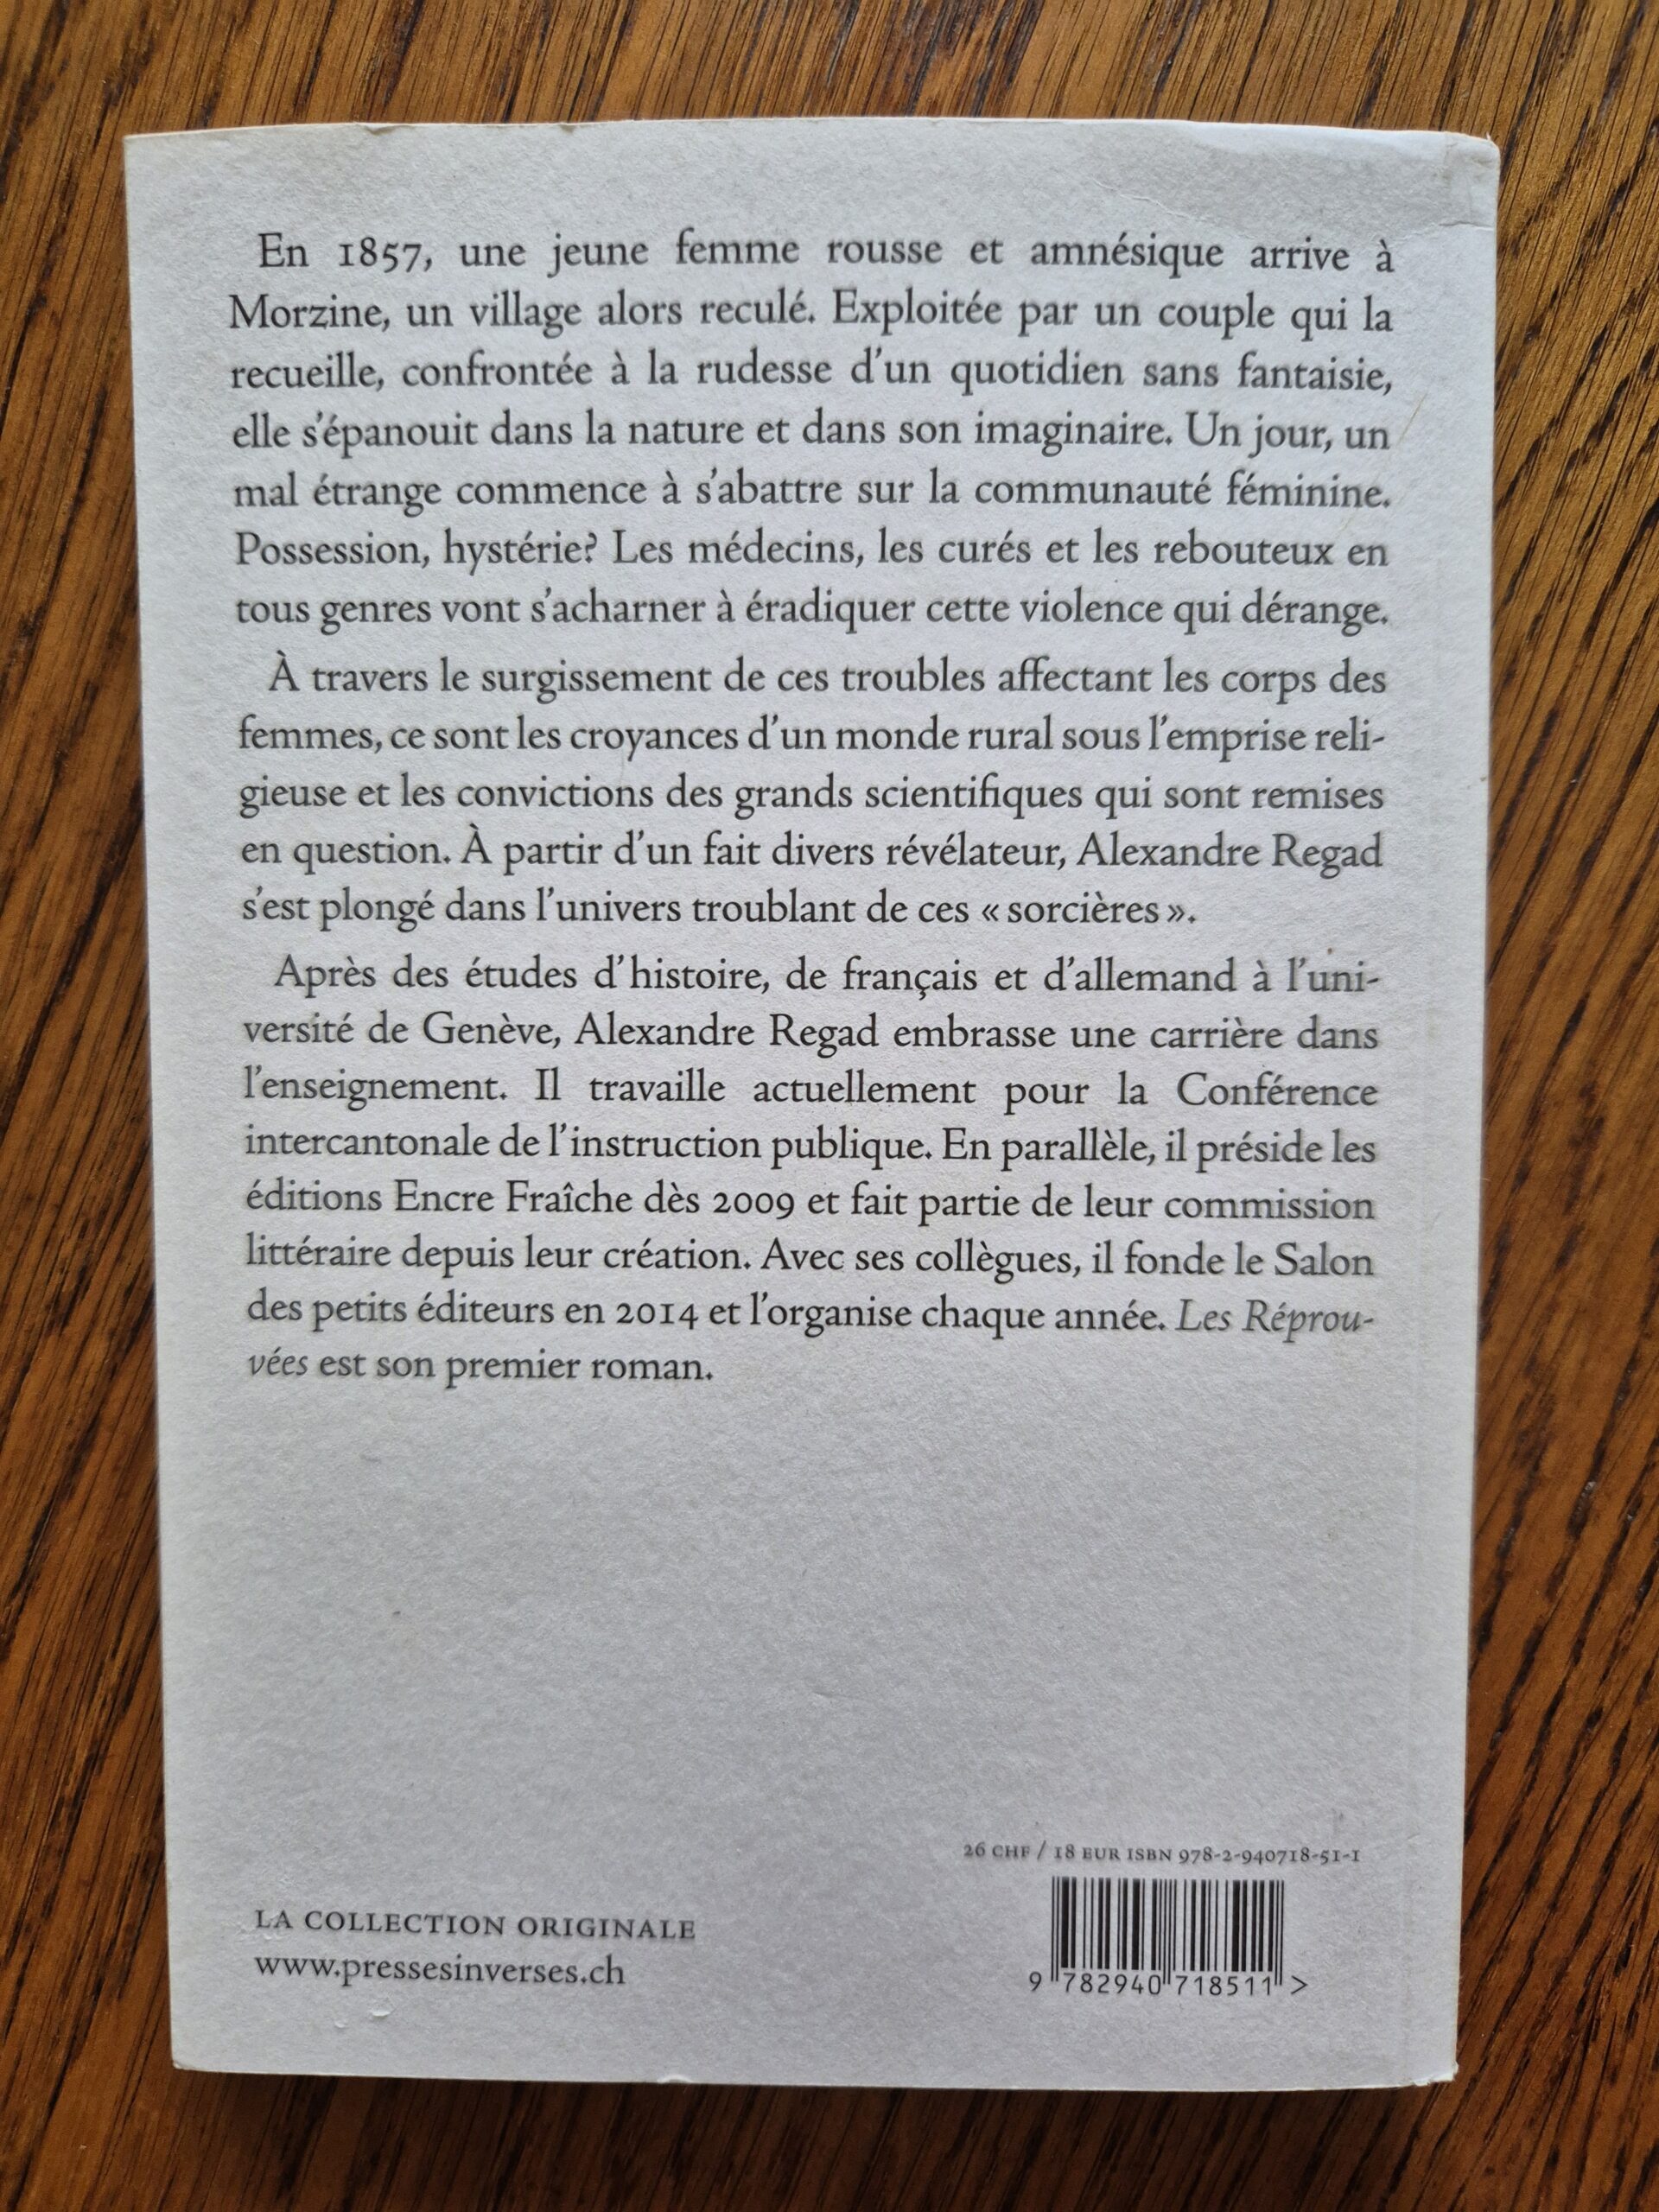 En 1857, une jeune femme rousse et amnésique arrive à
Morzine, un village alors reculé. Exploitée par un couple qui la
recueille, confrontée à la rudesse d'un quotidien sans fantaisie,
elle s'épanouit dans la nature et dans son imaginaire. Un jour, un
mal étrange commence à s'abattre sur la communauté féminine.
Possession, hystérie? Les médecins, les curés et les rebouteux en
tous genres vont s'acharner à éradiquer cette violence qui dérange.
À travers le surgissement de ces troubles affectant les corps des
femmes, ce sont les croyances d'un monde rural sous l'emprise reli-
gieuse et les convictions des grands scientifiques qui sont remises
en question. À partir d'un fait divers révélateur, Alexandre Regad
s'est plongé dans l'univers troublant de ces « sorcières ».
Après des études d'histoire, de français et d'allemand à l'uni-
versité de Genève, Alexandre Regad embrasse une carrière dans
l'enseignement. Il travaille actuellement pour la Conférence
intercantonale de l'instruction publique. En parallèle, il préside les
éditions Encre Fraîche dès 2009 et fait partie de leur commission
littéraire depuis leur création. Avec ses collègues, il fonde le Salon
des petits éditeurs en 2014 et l'organise chaque année. Les Réprou-
vées est son premier roman.
26 CHF / 18 EUR ISBN 978-2-940718-51-1
9 782940 718511 >
LA COLLECTION ORIGINALE
www.pressesinverses.ch